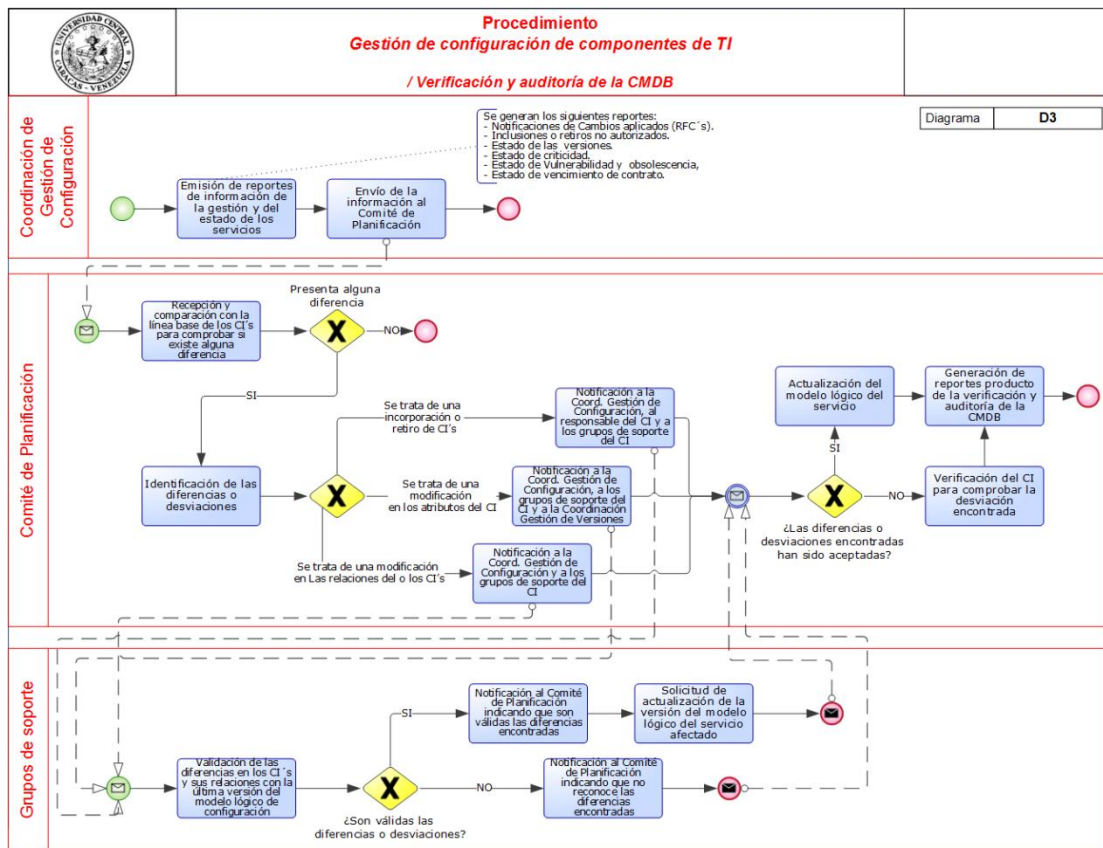 UNIVERSIDAD CENTRAL
CARACAS - VENEZUELA
Procedimiento
Gestión de configuración de componentes de TI
/ Verificación y auditoría de la CMDB
Diagrama
D3
Coordinación de
Gestión de
Configuración
Se generan los siguientes reportes:
- Notificaciones de Cambios aplicados (RFC´s).
- Inclusiones o retiros no autorizados.
- Estado de las versiones.
- Estado de criticidad,
- Estado de Vulnerabilidad y obsolescencia,
- Estado de vencimiento de contrato.
Emisión de reportes
de información de
la gestión y del
estado de los
servicios
Envío de la
información al
Comité de
Planificación
Comité de Planificación
Recepción y
comparación con la
línea base de los CI´s
para comprobar si
existe alguna
diferencia
Presenta alguna
diferencia
NO
SI
Identificación de las
diferencias o
desviaciones
Se trata de una
incorporación o
retiro de CI´s
Notificación a la
Coord. Gestión de
Configuración, al
responsable del CI y a
los grupos de soporte
del CI
Se trata de una
modificación
en los atributos del CI
Notificación a la
Coord. Gestión de
Configuración, a los
grupos de soporte del
CI y a la Coordinación
Gestión de Versiones
Se trata de una modificación
en Las relaciones del o los CI´s
Notificación a la
Coord. Gestión de
Configuración y a los
grupos de soporte del
CI
Actualización del
modelo lógico del
servicio
Generación de
reportes producto
de la verificación y
auditoría de la
CMDB
SI
NO
Verificación del CI
para comprobar la
desviación
encontrada
¿Las diferencias o
desviaciones encontradas
han sido aceptadas?
Grupos de soporte
Validación de las
diferencias en los CI´s
y sus relaciones con la
última versión del
modelo lógico de
configuración
¿Son válidas las
diferencias o desviaciones?
SI
Notificación al Comité
de Planificación
indicando que son
válidas las diferencias
encontradas
Solicitud de
actualización de la
versión del modelo
lógico del servicio
afectado
NO
Notificación al Comité
de Planificación
indicando que no
reconoce las
diferencias
encontradas